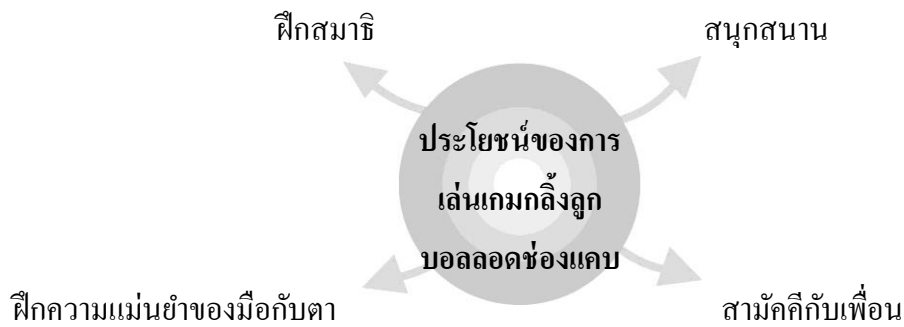 ฝึกสมาธิ
สนุกสนาน
ประโยชน์ของการ
เล่นเกมกลิ้งลูก
บอลลอดช่องแคบ
ฝึกความแม่นยำของมือกับตา
สามัคคีกับเพื่อน